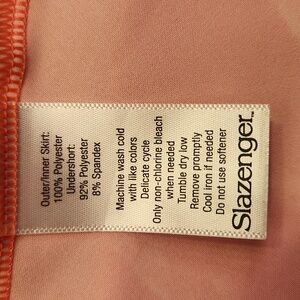 Outer/Inner Skirt:
100% Polyester
Undershort:
92% Polyester
8% Spandex
Machine wash cold
with like colors
Delicate cycle
Only non-chlorine bleach
when needed
Tumble dry low
Remove promptly
Cool iron if needed
Do not use softener
Slazenger